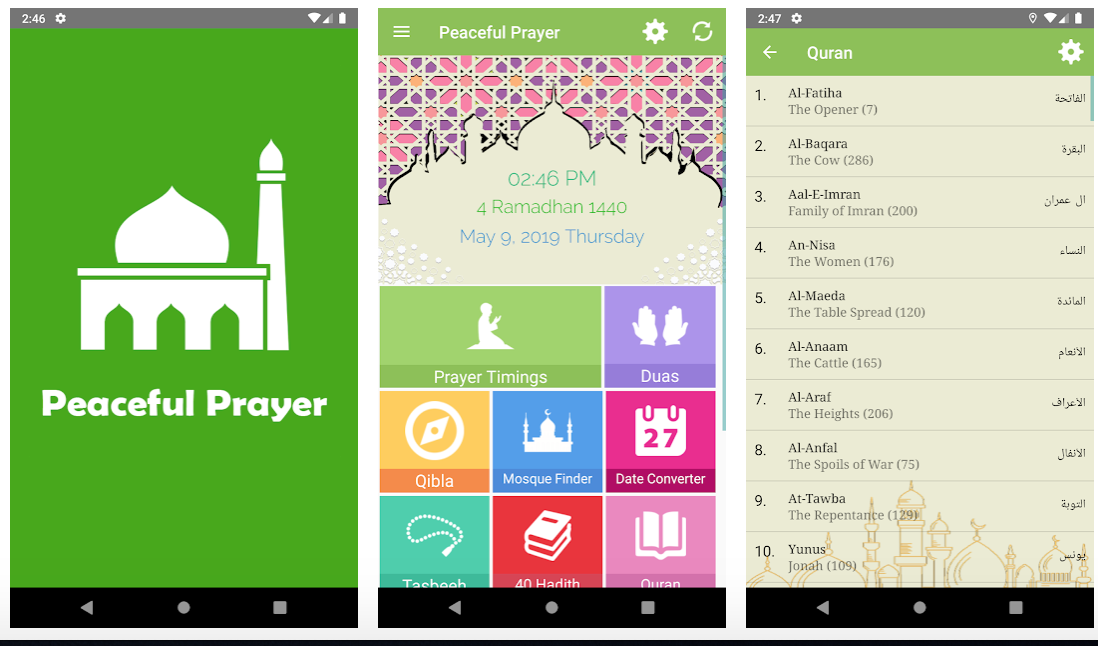 2:46
Peaceful Prayer
Peaceful Prayer
02:46 PM
4 Ramadhan 1440
May 9, 2019 Thursday
Prayer Timings
Duas
Qibla
Mosque Finder
27
Date Converter
Tasbeeh
40 Hadith
Quran
2:47
Quran
1. Al-Fatiha الفاتحة
The Opener (7)
2. Al-Baqara البقرة
The Cow (286)
3. Aal-E-Imran ال عمران
Family of Imran (200)
4. An-Nisa النساء
The Women (176)
5. Al-Maeda المائدة
The Table Spread (120)
6. Al-Anaam الأنعام
The Cattle (165)
7. Al-Araf الأعراف
The Heights (206)
8. Al-Anfal الأنفال
The Spoils of War (75)
9. At-Tawba التوبة
The Repentance (129)
10. Yunus يونس
Jonah (109)